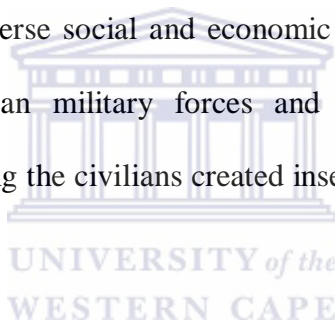 erse social and economic
an military forces and
g the civilians created inse
UNIVERSITY of the
WESTERN CAPE